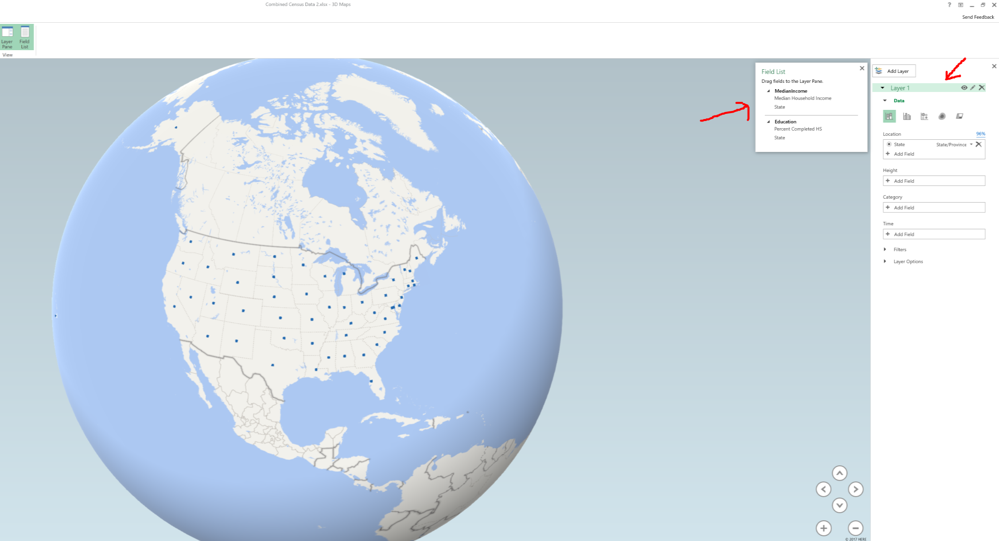 Combined Census Data 2.xlsx - 3D Maps
?
Send Feedback
Layer Pane
Field List
View
Field List
Drag fields to the Layer Pane.
MedianIncome
Median Household Income
State
Education
Percent Completed HS
State
Add Layer
Layer 1
Data
Location 96%
State State/Province
+ Add Field
Height
+ Add Field
Category
+ Add Field
Time
+ Add Field
Filters
Layer Options
© 2017 HERE